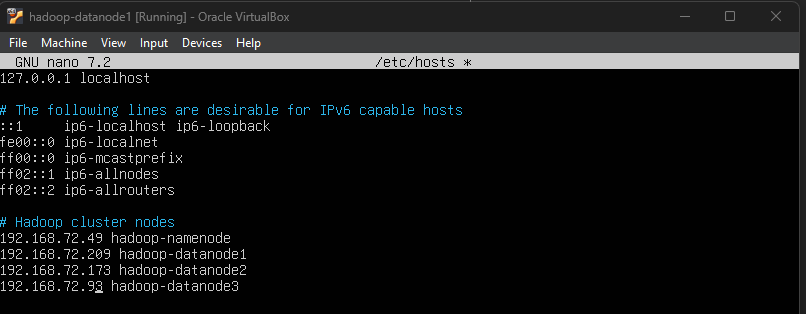 hadoop-datanode1 [Running] - Oracle VirtualBox
File Machine View Input Devices Help
GNU nano 7.2 /etc/hosts *
127.0.0.1 localhost
# The following lines are desirable for IPv6 capable hosts
::1 ip6-localhost ip6-loopback
fe00::0 ip6-localnet
ff00::0 ip6-mcastprefix
ff02::1 ip6-allnodes
ff02::2 ip6-allrouters
# Hadoop cluster nodes
192.168.72.49 hadoop-namenode
192.168.72.209 hadoop-datanode1
192.168.72.173 hadoop-datanode2
192.168.72.93 hadoop-datanode3